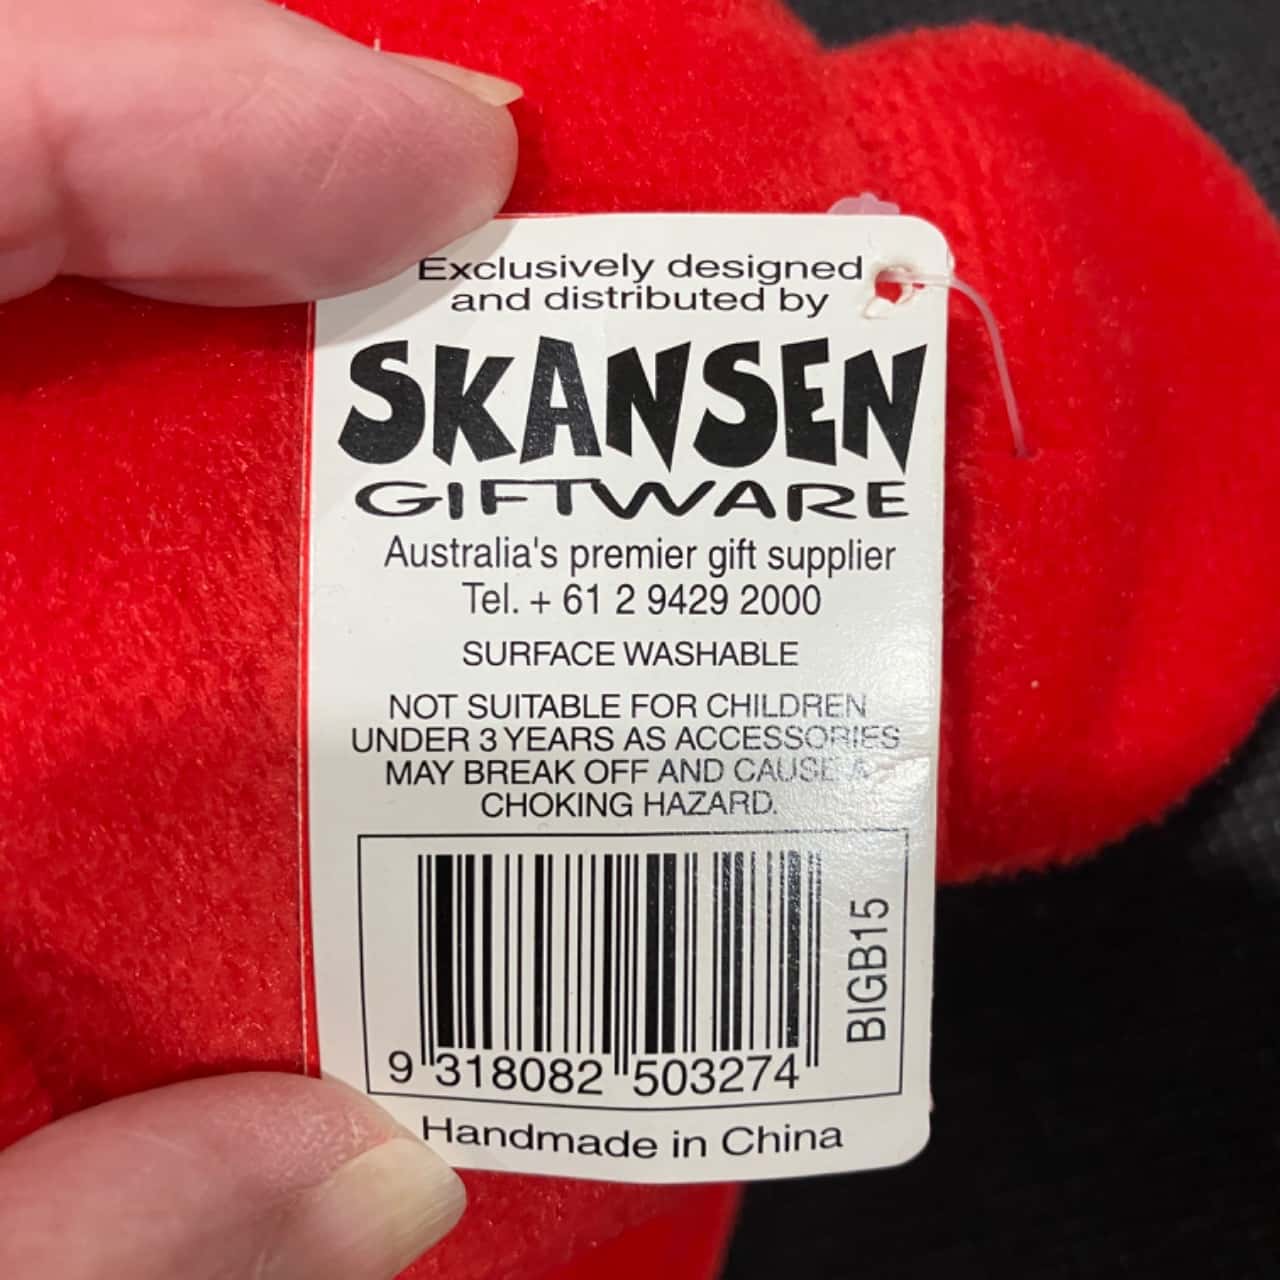 Exclusively designed
and distributed by
SKANSEN
GIFTWARE
Australia's premier gift supplier
Tel. + 61 2 9429 2000
SURFACE WASHABLE
NOT SUITABLE FOR CHILDREN
UNDER 3 YEARS AS ACCESSORIES
MAY BREAK OFF AND CAUSE A
CHOKING HAZARD.
BIGB15
9 318082 503274
Handmade in China